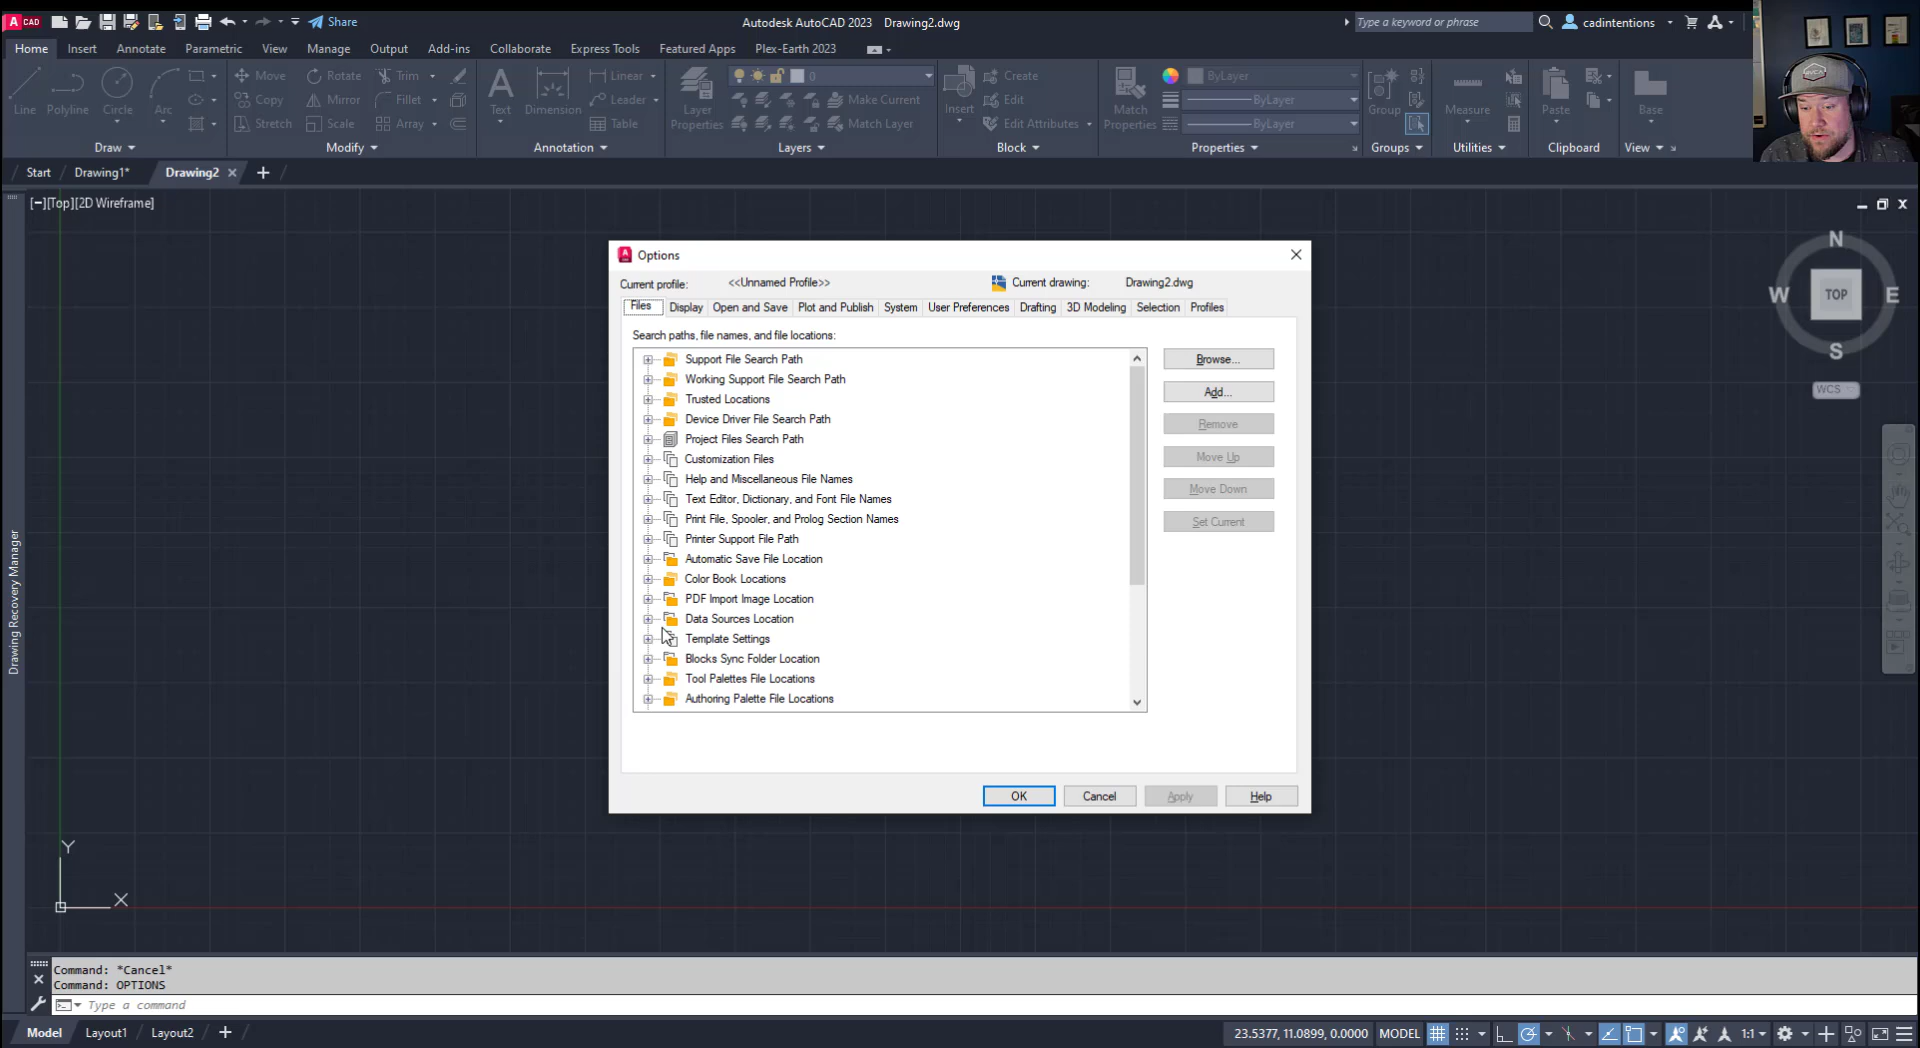 A CAD
Share
Autodesk AutoCAD 2023 Drawing2.dwg
Type a keyword or phrase
cadintentions
Home Insert Annotate Parametric View Manage Output Add-ins Collaborate Express Tools Featured Apps Plex-Earth 2023
Line Polyline Circle Arc
Move Rotate Trim
Copy Mirror Fillet
Stretch Scale Array
Text Dimension
Linear
Leader
Table
Layer Properties
0
Make Current
Match Layer
Insert
Create
Edit
Edit Attributes
Match Properties
ByLayer
ByLayer
ByLayer
Group
Measure
Paste
Base
Draw Modify Annotation Layers Block Properties Groups Utilities Clipboard View
Start Drawing1* Drawing2
[−][Top][2D Wireframe]
N
W TOP E
S
WCS
Drawing Recovery Manager
Options
Current profile: <<Unnamed Profile>> Current drawing: Drawing2.dwg
Files Display Open and Save Plot and Publish System User Preferences Drafting 3D Modeling Selection Profiles
Search paths, file names, and file locations:
Support File Search Path
Working Support File Search Path
Trusted Locations
Device Driver File Search Path
Project Files Search Path
Customization Files
Help and Miscellaneous File Names
Text Editor, Dictionary, and Font File Names
Print File, Spooler, and Prolog Section Names
Printer Support File Path
Automatic Save File Location
Color Book Locations
PDF Import Image Location
Data Sources Location
Template Settings
Blocks Sync Folder Location
Tool Palettes File Locations
Authoring Palette File Locations
Browse...
Add...
Remove
Move Up
Move Down
Set Current
OK Cancel Apply Help
Y
X
Command: *Cancel*
Command: OPTIONS
Type a command
Model Layout1 Layout2
23.5377, 11.0899, 0.0000 MODEL 1:1